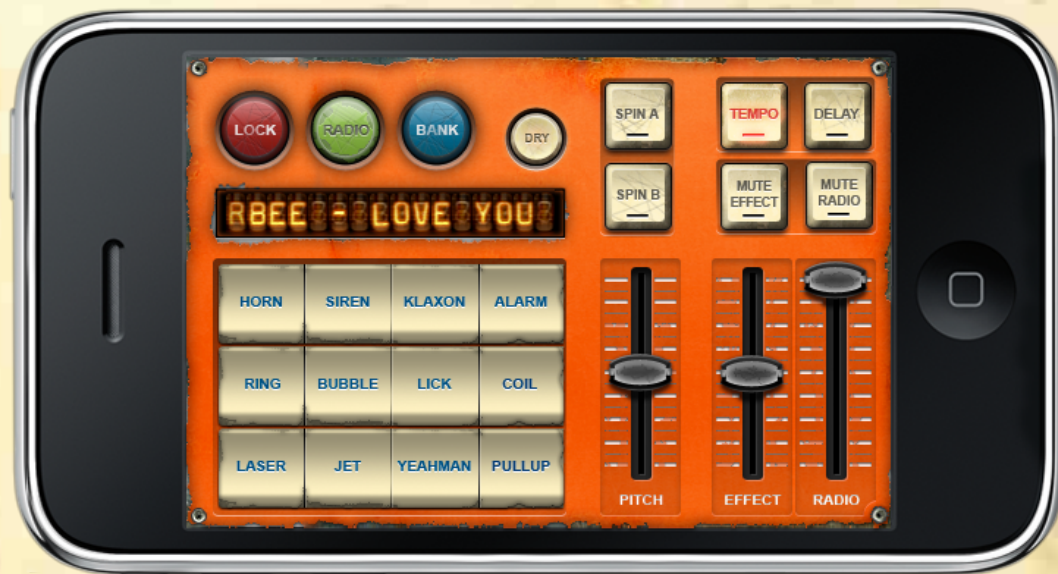 LOCK RADIO BANK DRY
SPIN A TEMPO DELAY
SPIN B MUTE EFFECT MUTE RADIO
RBEE - LOVE YOU
HORN SIREN KLAXON ALARM
RING BUBBLE LICK COIL
LASER JET YEAHMAN PULLUP
PITCH EFFECT RADIO